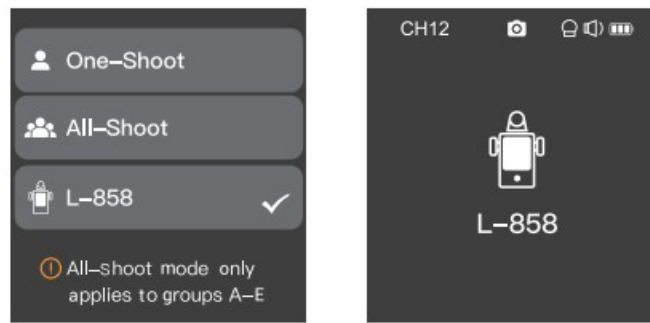 One–Shoot
All–Shoot
L–858
All–shoot mode only
applies to groups A–E
CH12
L–858